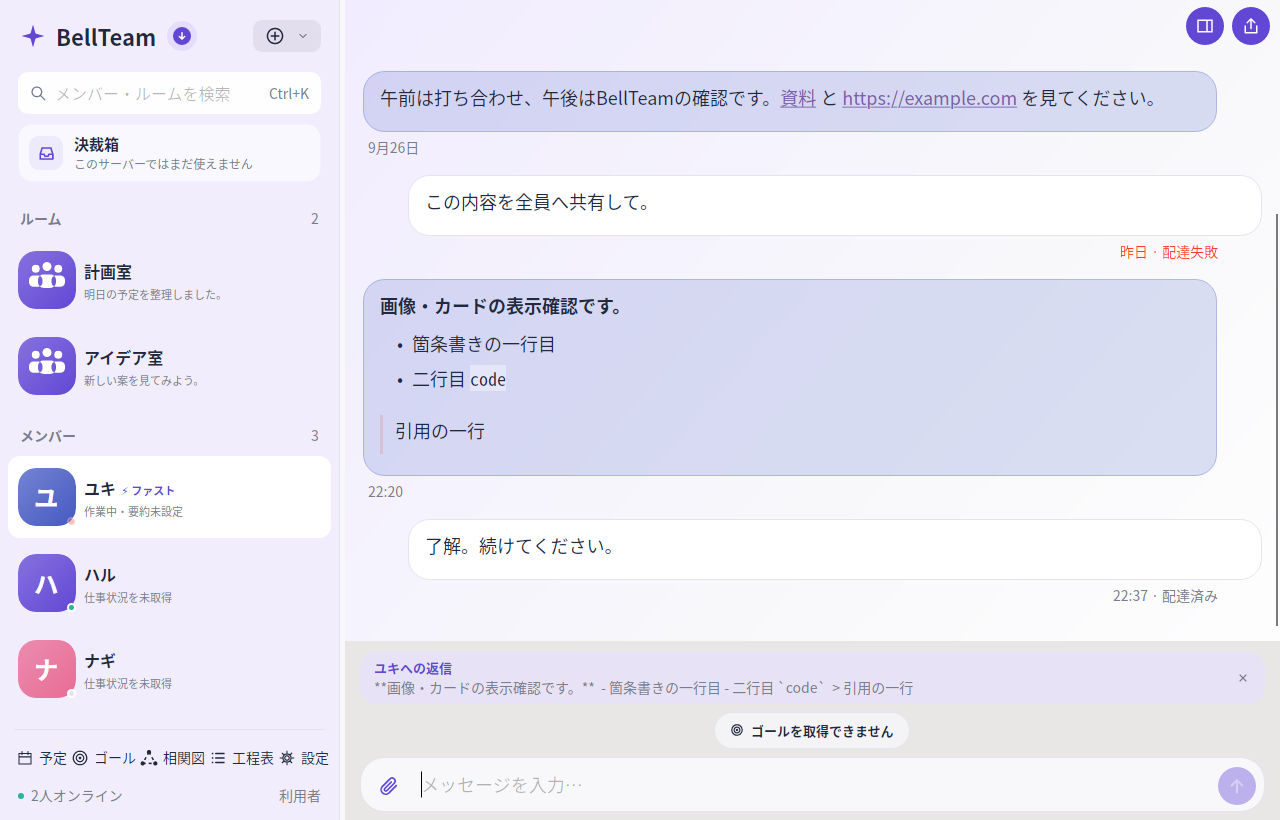 BellTeam
メンバー・ルームを検索 Ctrl+K
決裁箱
このサーバーではまだ使えません
ルーム 2
計画室
明日の予定を整理しました。
アイデア室
新しい案を見てみよう。
メンバー 3
ユ
ユキ ⚡ファスト
作業中・要約未設定
ハ
ハル
仕事状況を未取得
ナ
ナギ
仕事状況を未取得
予定 ゴール 相関図 工程表 設定
2人オンライン 利用者
午前は打ち合わせ、午後はBellTeamの確認です。資料 と https://example.com を見てください。
9月26日
この内容を全員へ共有して。
昨日 · 配達失敗
画像・カードの表示確認です。
• 箇条書きの一行目
• 二行目 code
引用の一行
22:20
了解。続けてください。
22:37 · 配達済み
ユキへの返信
**画像・カードの表示確認です。** - 箇条書きの一行目 - 二行目 `code` > 引用の一行
ゴールを取得できません
メッセージを入力…